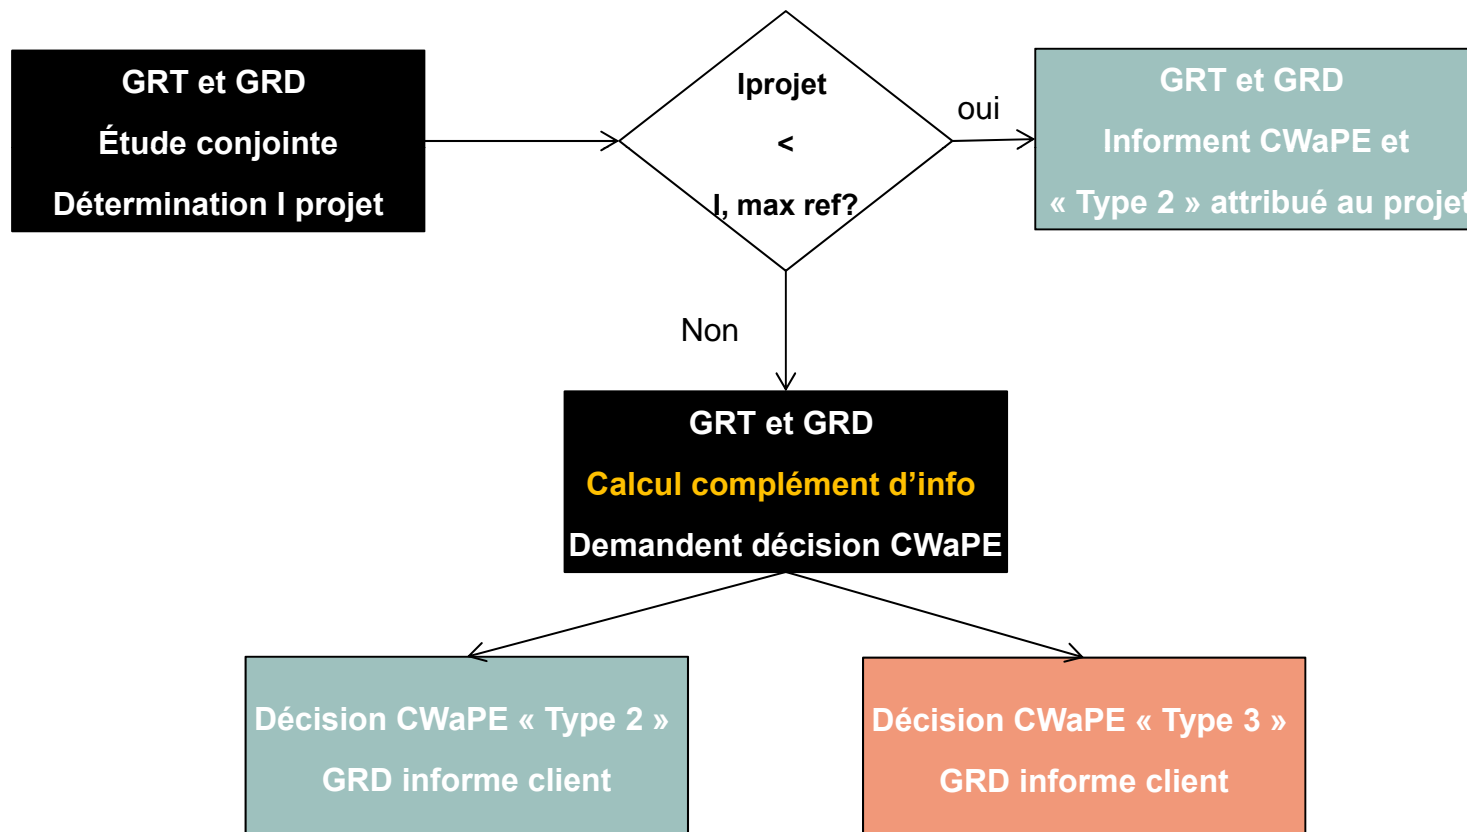 GRT et GRD
Étude conjointe
Détermination I projet
Iprojet
<
I, max ref?
oui
GRT et GRD
Informent CWaPE et
« Type 2 » attribué au projet
Non
GRT et GRD
Calcul complément d’info
Demandent décision CWaPE
Décision CWaPE « Type 2 »
GRD informe client
Décision CWaPE « Type 3 »
GRD informe client